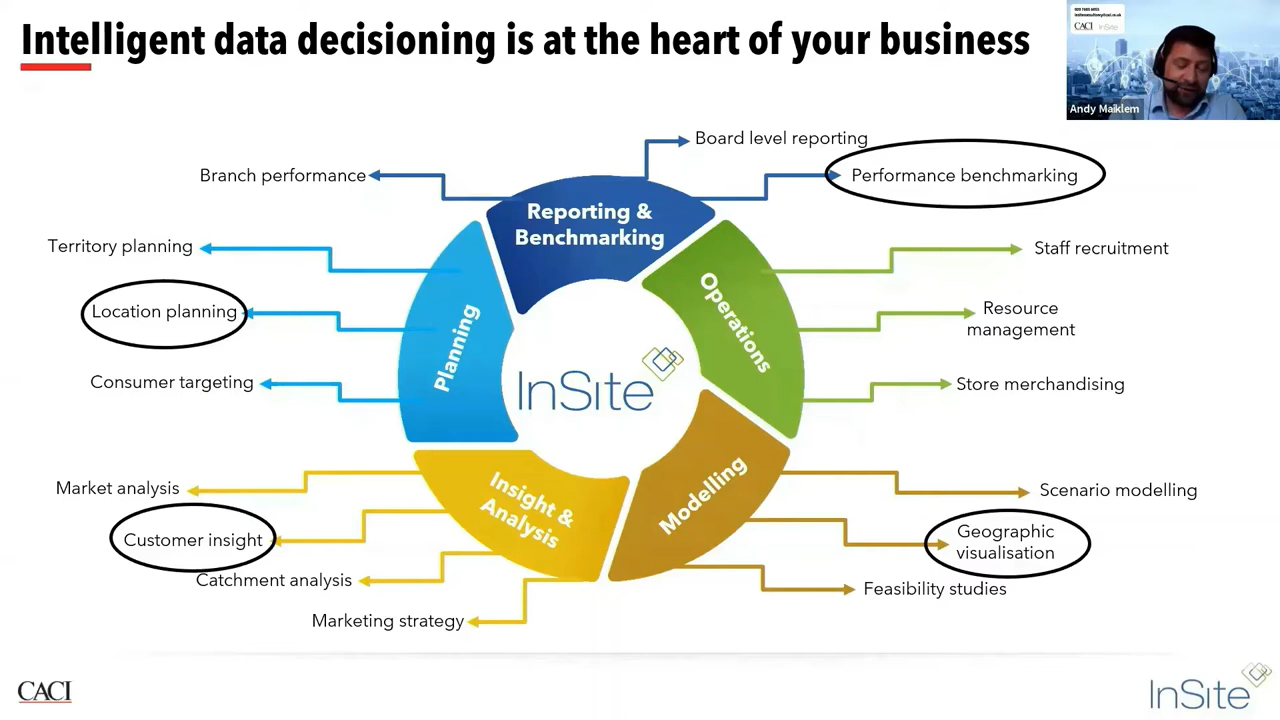 Intelligent data decisioning is at the heart of your business
CACI InSite
Andy Maiklem
Board level reporting
Branch performance
Performance benchmarking
Reporting &
Benchmarking
Territory planning
Staff recruitment
Location planning
Resource
management
Planning
Operations
Consumer targeting
Store merchandising
InSite
Market analysis
Scenario modelling
Insight &
Analysis
Modelling
Customer insight
Geographic
visualisation
Catchment analysis
Feasibility studies
Marketing strategy
CACI
InSite